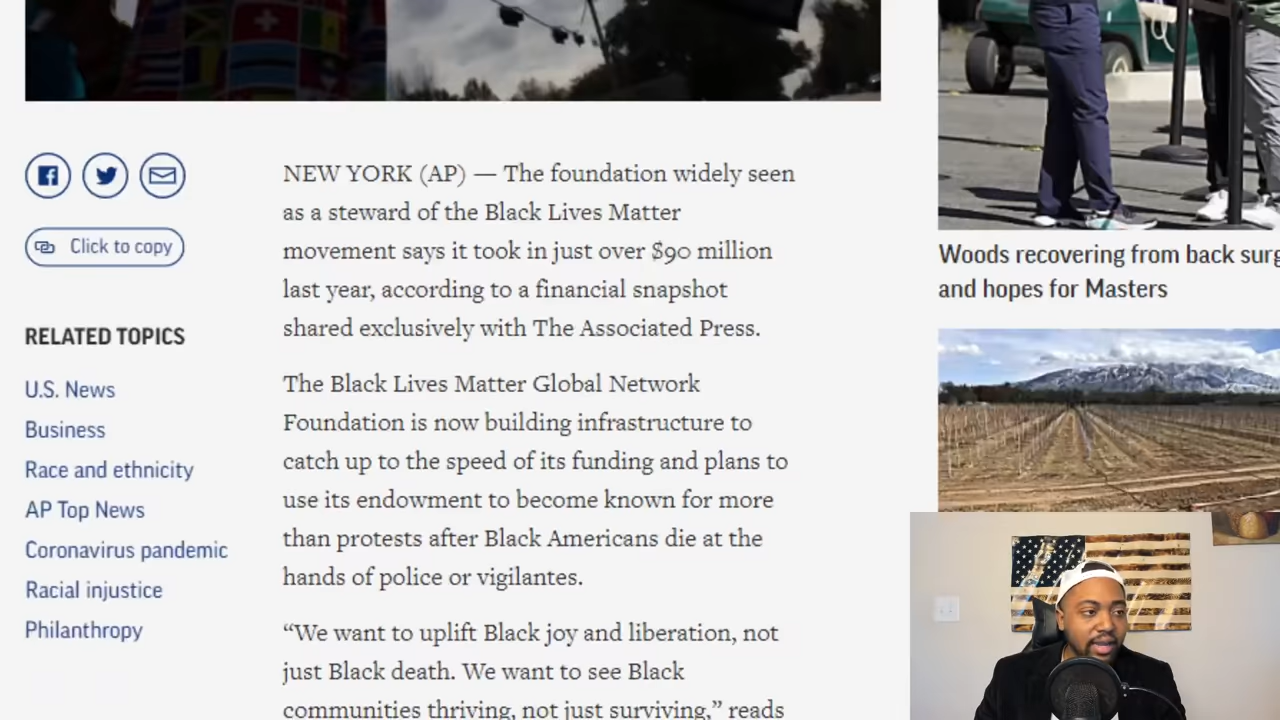 NEW YORK (AP) — The foundation widely seen
as a steward of the Black Lives Matter
movement says it took in just over $90 million
last year, according to a financial snapshot
shared exclusively with The Associated Press.
The Black Lives Matter Global Network
Foundation is now building infrastructure to
catch up to the speed of its funding and plans to
use its endowment to become known for more
than protests after Black Americans die at the
hands of police or vigilantes.
“We want to uplift Black joy and liberation, not
just Black death. We want to see Black
communities thriving, not just surviving,” reads
Click to copy
RELATED TOPICS
U.S. News
Business
Race and ethnicity
AP Top News
Coronavirus pandemic
Racial injustice
Philanthropy
Woods recovering from back surg
and hopes for Masters